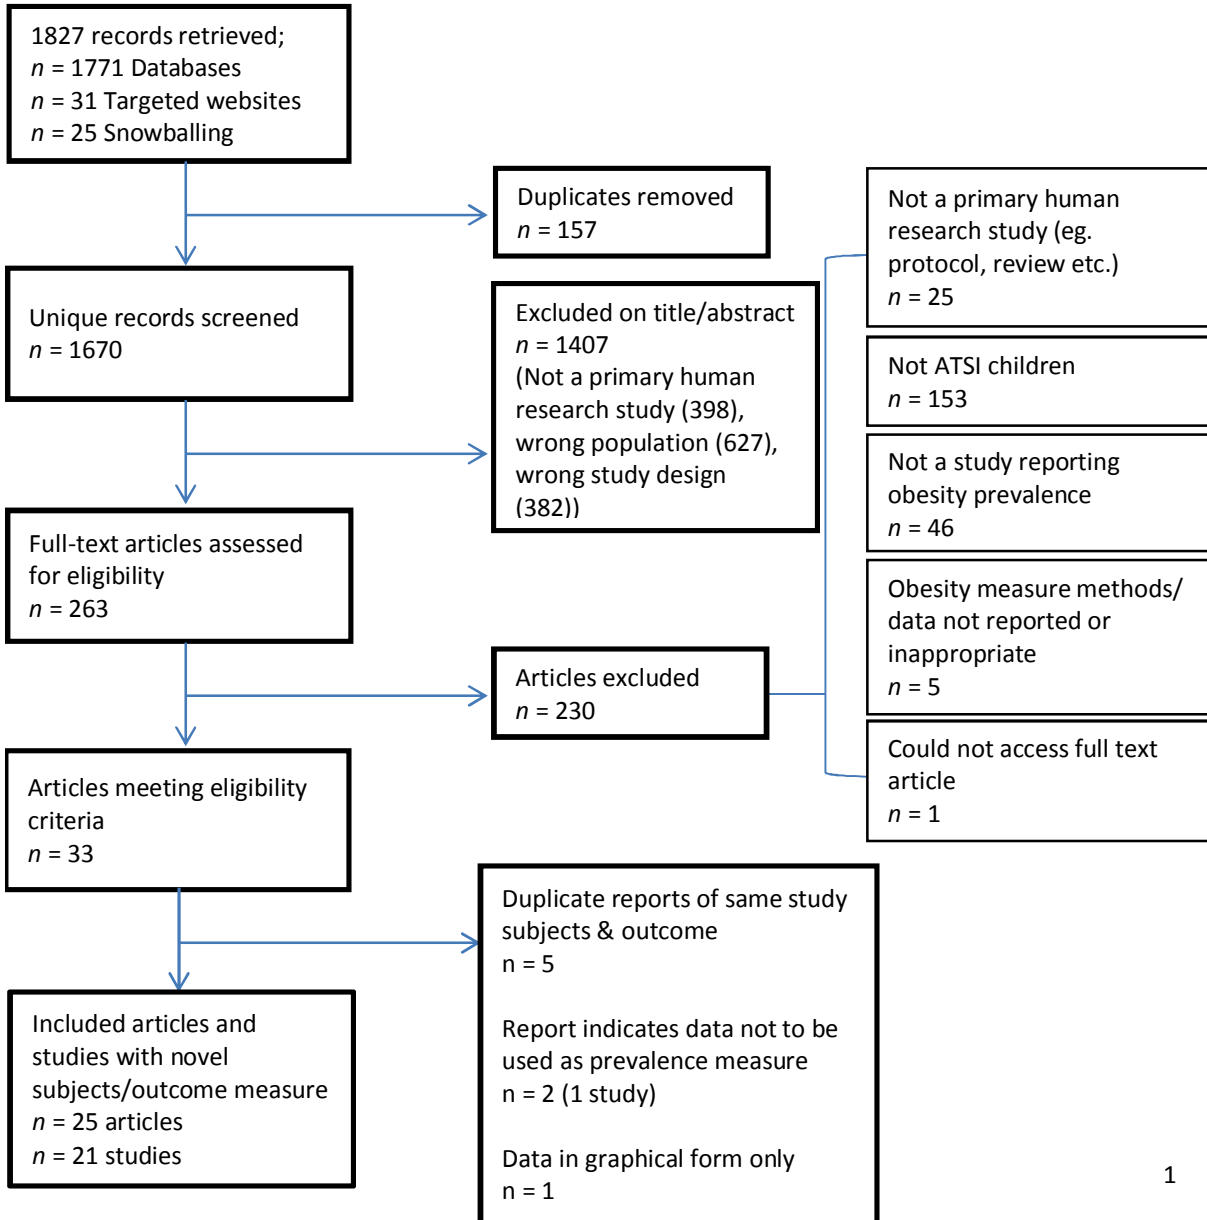 1827 records retrieved;
n = 1771 Databases
n = 31 Targeted websites
n = 25 Snowballing
Duplicates removed
n = 157
Unique records screened
n = 1670
Excluded on title/abstract
n = 1407
(Not a primary human
research study (398),
wrong population (627),
wrong study design
(382))
Full-text articles assessed
for eligibility
n = 263
Articles excluded
n = 230
Not a primary human
research study (eg.
protocol, review etc.)
n = 25
Not ATSI children
n = 153
Not a study reporting
obesity prevalence
n = 46
Obesity measure methods/
data not reported or
inappropriate
n = 5
Could not access full text
article
n = 1
Articles meeting eligibility
criteria
n = 33
Duplicate reports of same study
subjects & outcome
n = 5
Report indicates data not to be
used as prevalence measure
n = 2 (1 study)
Data in graphical form only
n = 1
Included articles and
studies with novel
subjects/outcome measure
n = 25 articles
n = 21 studies
1